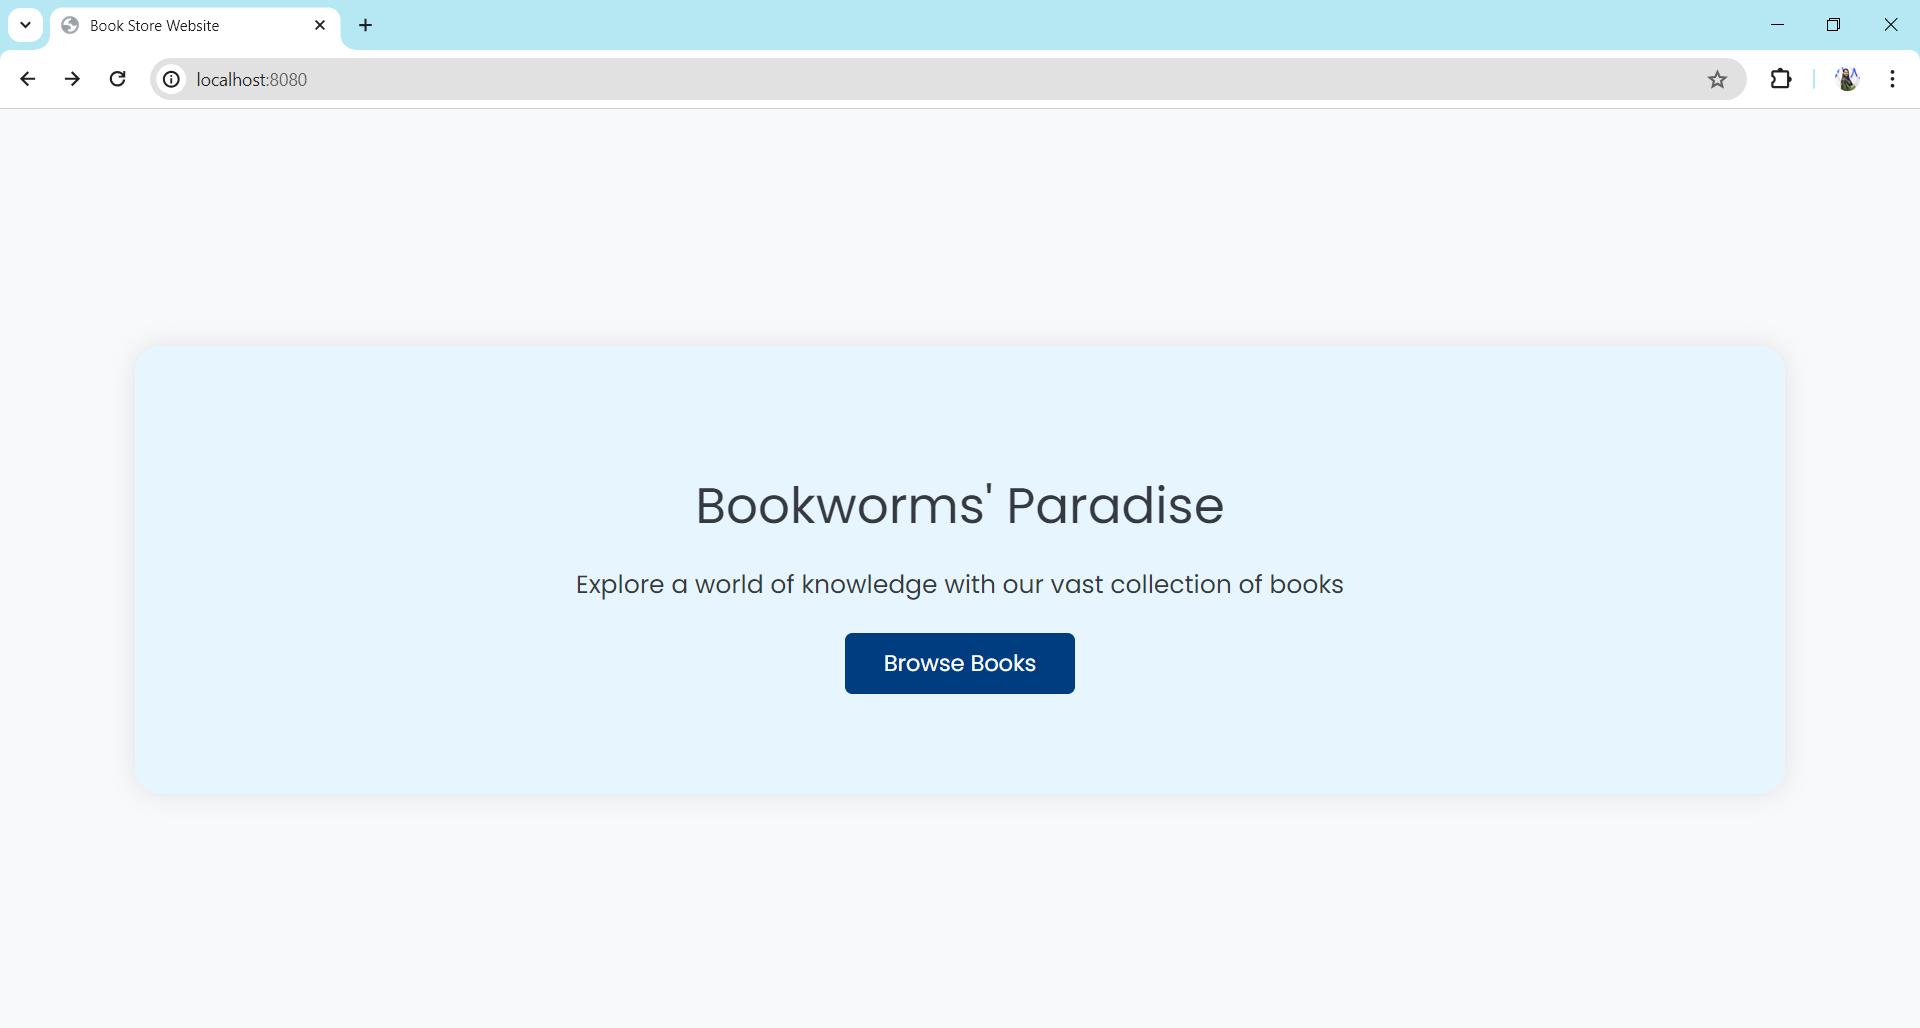 Book Store Website
localhost:8080
Bookworms' Paradise
Explore a world of knowledge with our vast collection of books
Browse Books